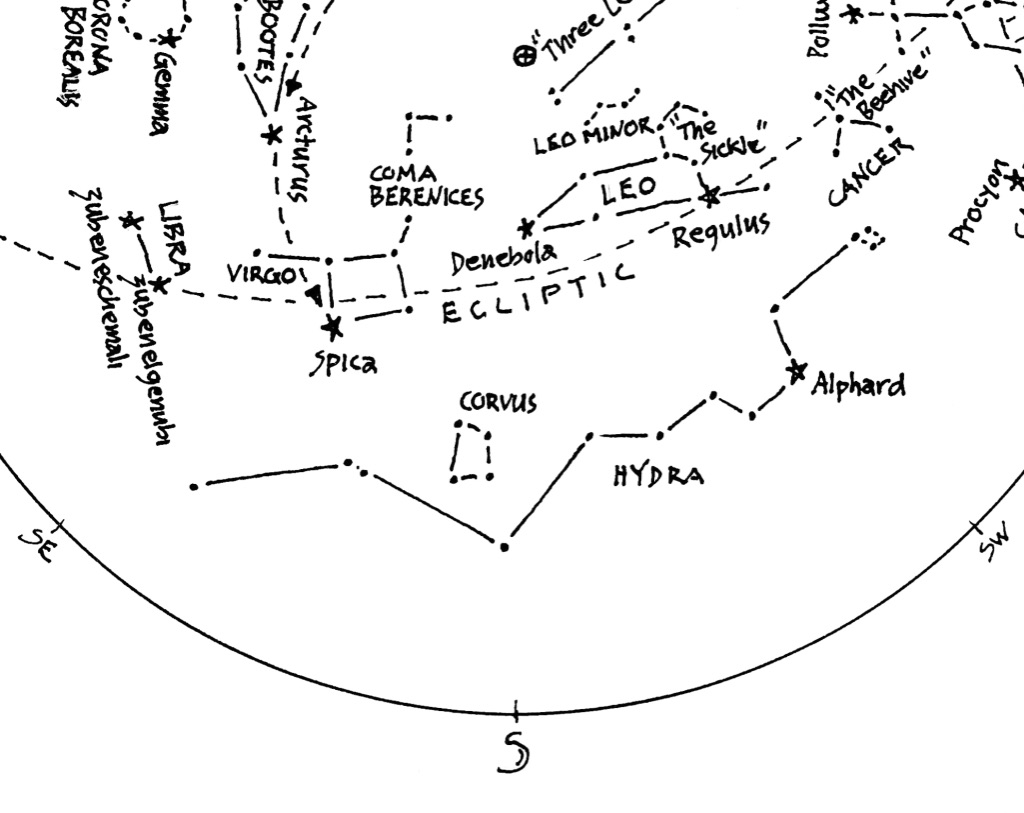 CORONA
BOREALIS
Gemma
BOOTES
Arcturus
"Three
"The
Beehive"
LEO MINOR
"The
Sickle"
COMA
BERENICES
LEO
CANCER
Procyon
LIBRA
Zubeneschemali
Zubenelgenubi
VIRGO
Denebola
Regulus
ECLIPTIC
Spica
Alphard
CORVUS
HYDRA
SE
SW
S